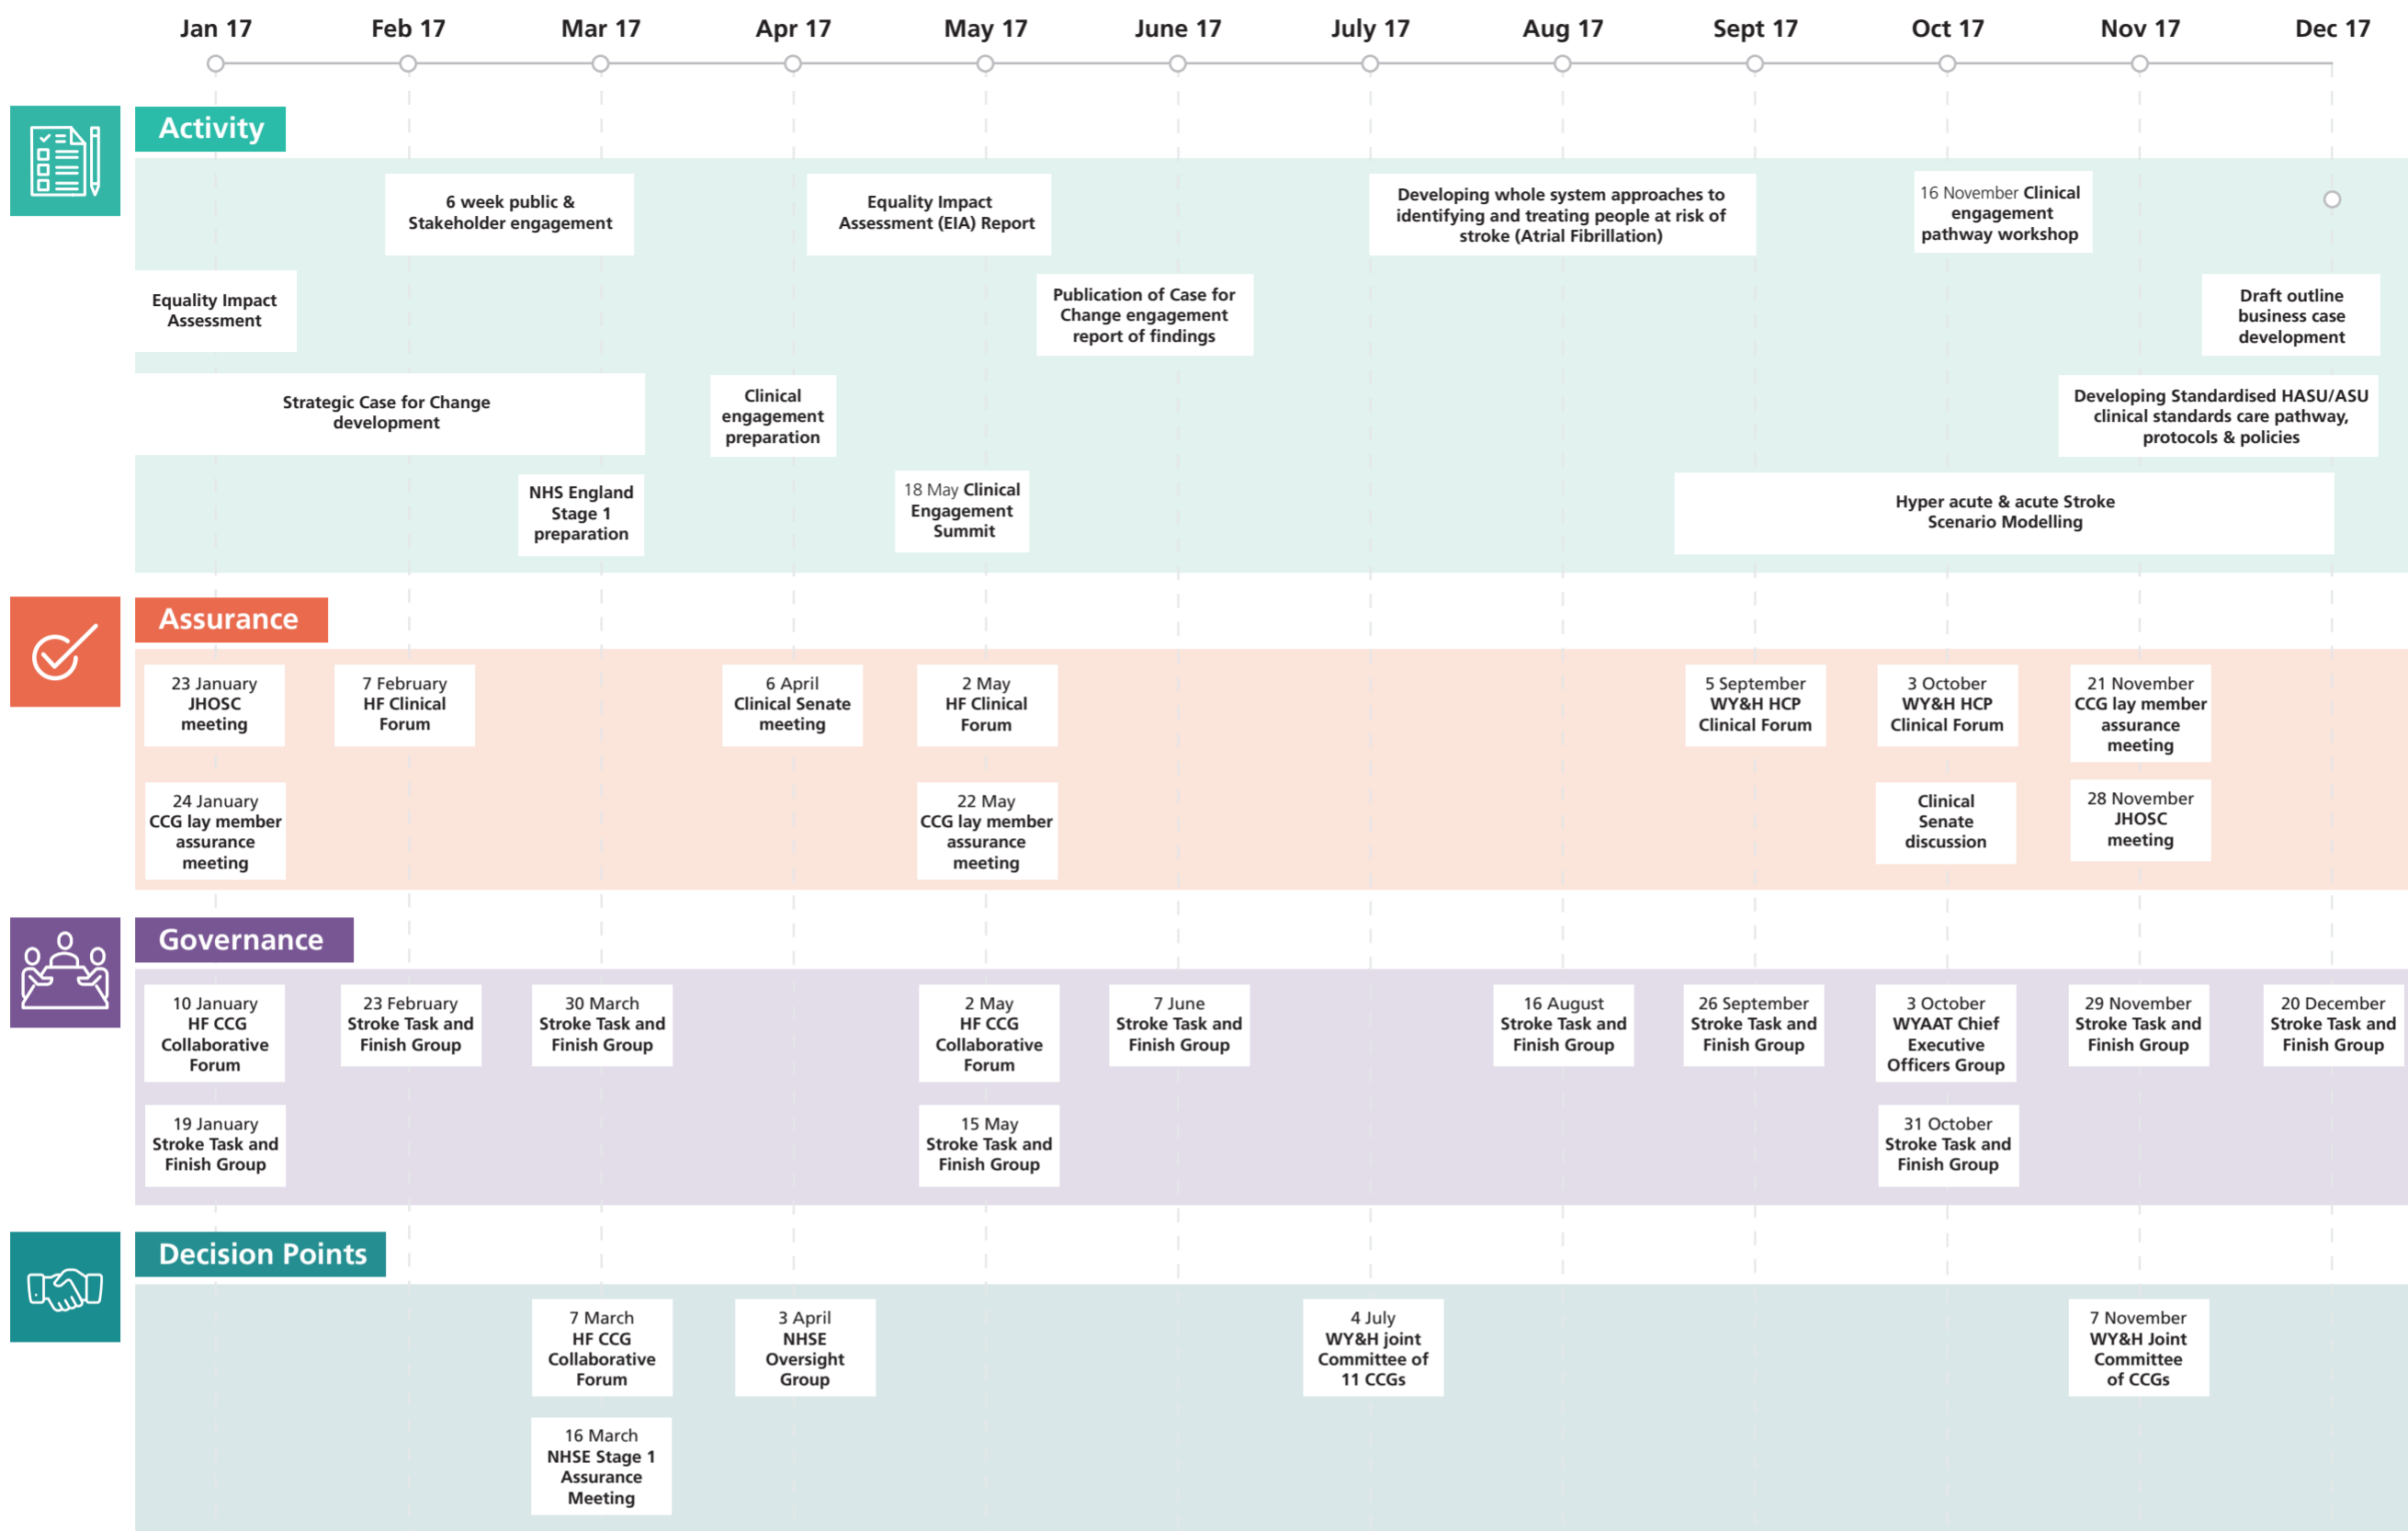 Jan 17
Feb 17
Mar 17
Apr 17
May 17
June 17
July 17
Aug 17
Sept 17
Oct 17
Nov 17
Dec 17
Activity
6 week public &
Stakeholder engagement
Equality Impact
Assessment (EIA) Report
Developing whole system approaches to
identifying and treating people at risk of
stroke (Atrial Fibrillation)
16 November Clinical
engagement
pathway workshop
Equality Impact
Assessment
Publication of Case for
Change engagement
report of findings
Draft outline
business case
development
Strategic Case for Change
development
Clinical
engagement
preparation
Developing Standardised HASU/ASU
clinical standards care pathway,
protocols & policies
NHS England
Stage 1
preparation
18 May Clinical
Engagement
Summit
Hyper acute & acute Stroke
Scenario Modelling
Assurance
23 January
JHOSC
meeting
7 February
HF Clinical
Forum
6 April
Clinical Senate
meeting
2 May
HF Clinical
Forum
5 September
WY&H HCP
Clinical Forum
3 October
WY&H HCP
Clinical Forum
21 November
CCG lay member
assurance
meeting
24 January
CCG lay member
assurance
meeting
22 May
CCG lay member
assurance
meeting
Clinical
Senate
discussion
28 November
JHOSC
meeting
Governance
10 January
HF CCG
Collaborative
Forum
23 February
Stroke Task and
Finish Group
30 March
Stroke Task and
Finish Group
2 May
HF CCG
Collaborative
Forum
7 June
Stroke Task and
Finish Group
16 August
Stroke Task and
Finish Group
26 September
Stroke Task and
Finish Group
3 October
WYAAT Chief
Executive
Officers Group
29 November
Stroke Task and
Finish Group
20 December
Stroke Task and
Finish Group
19 January
Stroke Task and
Finish Group
15 May
Stroke Task and
Finish Group
31 October
Stroke Task and
Finish Group
Decision Points
7 March
HF CCG
Collaborative
Forum
3 April
NHSE
Oversight
Group
4 July
WY&H joint
Committee of
11 CCGs
7 November
WY&H Joint
Committee
of CCGs
16 March
NHSE Stage 1
Assurance
Meeting